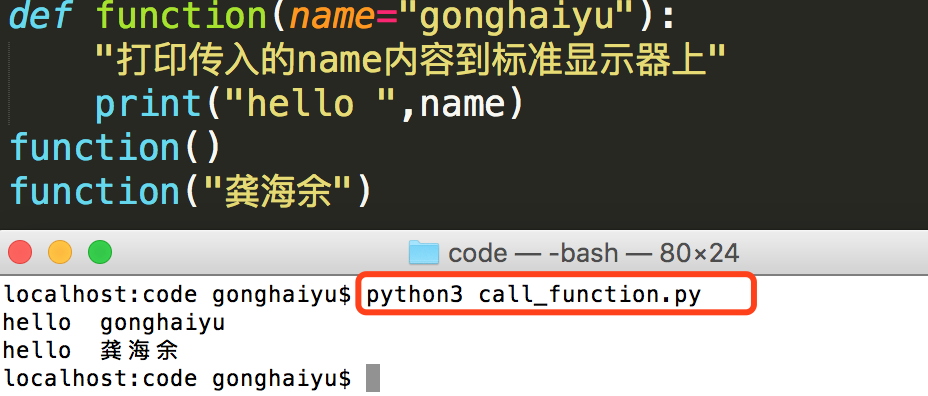 def function(name="gonghaiyu"):
    "打印传入的name内容到标准显示器上"
    print("hello ",name)
function()
function("龚海余")
code — -bash — 80×24
localhost:code gonghaiyu$ python3 call_function.py
hello  gonghaiyu
hello  龚海余
localhost:code gonghaiyu$